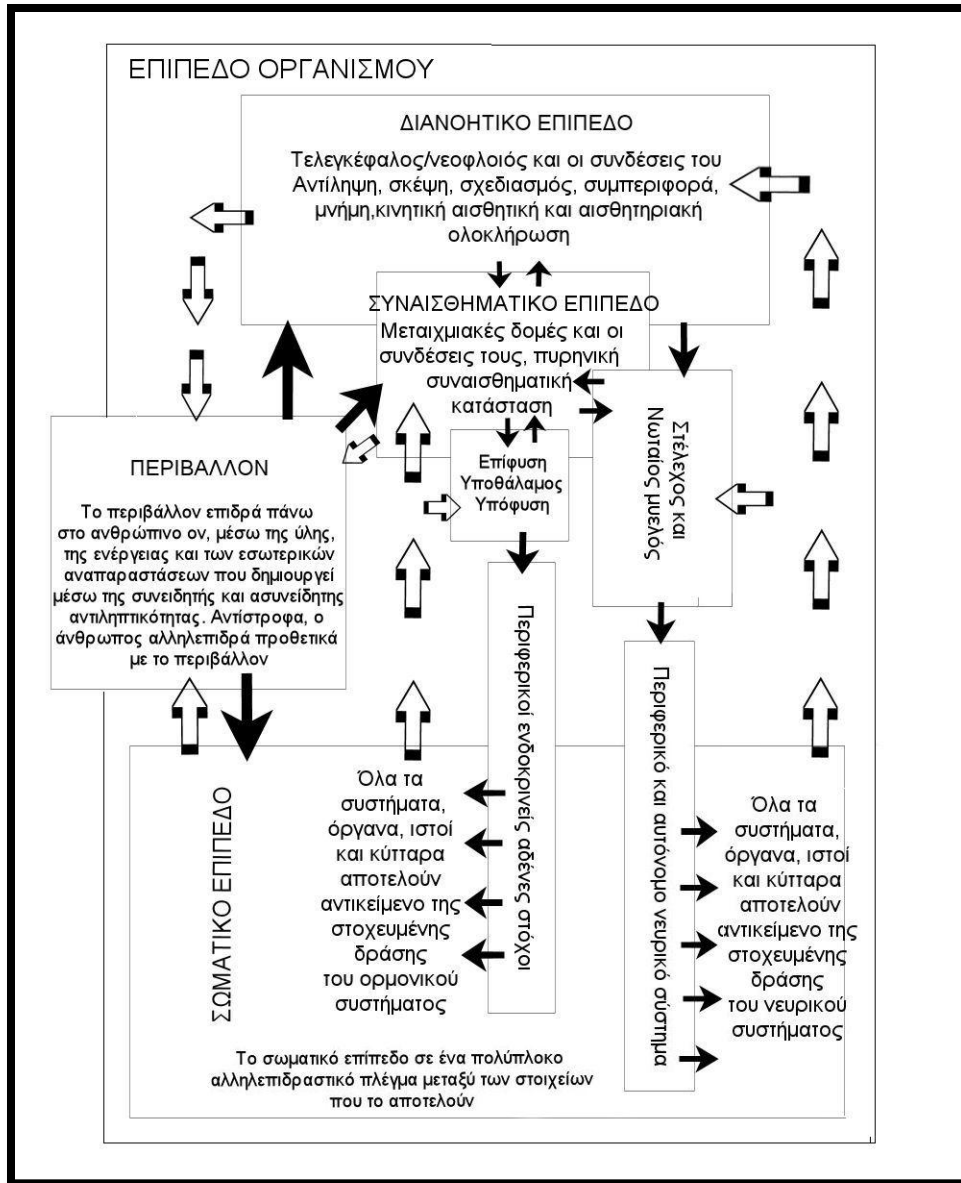 ΕΠΙΠΕΔΟ ΟΡΓΑΝΙΣΜΟΥ
ΔΙΑΝΟΗΤΙΚΟ ΕΠΙΠΕΔΟ
Τελεγκέφαλος/νεοφλοιός και οι συνδέσεις του
Αντίληψη, σκέψη, σχεδιασμός, συμπεριφορά,
μνήμη,κινητική αισθητική και αισθητηριακή
ολοκλήρωση
ΣΥΝΑΙΣΘΗΜΑΤΙΚΟ ΕΠΙΠΕΔΟ
Μεταιχμιακές δομές και οι
συνδέσεις τους, πυρηνική
συναισθηματική
κατάσταση
Στέλεχος και
Νωτιαίος μυελός
Επίφυση
Υποθάλαμος
Υπόφυση
ΠΕΡΙΒΑΛΛΟΝ
Το περιβάλλον επιδρά πάνω
στο ανθρώπινο ον, μέσω της ύλης,
της ενέργειας και των εσωτερικών
αναπαραστάσεων που δημιουργεί
μέσω της συνειδητής και ασυνείδητης
αντιληπτικότητας. Αντίστροφα, ο
άνθρωπος αλληλεπιδρά προθετικά
με το περιβάλλον
ΣΩΜΑΤΙΚΟ ΕΠΙΠΕΔΟ
Όλα τα
συστήματα,
όργανα, ιστοί
και κύτταρα
αποτελούν
αντικείμενο της
στοχευμένης
δράσης
του ορμονικού
συστήματος
Περιφερικοί ενδοκρινείς αδένες στόχοι
Περιφερικό και αυτόνομο νευρικό σύστημα
Όλα τα
συστήματα,
όργανα, ιστοί
και κύτταρα
αποτελούν
αντικείμενο της
στοχευμένης
δράσης
του νευρικού
συστήματος
Το σωματικό επίπεδο σε ένα πολύπλοκο
αλληλεπιδραστικό πλέγμα μεταξύ των στοιχείων
που το αποτελούν